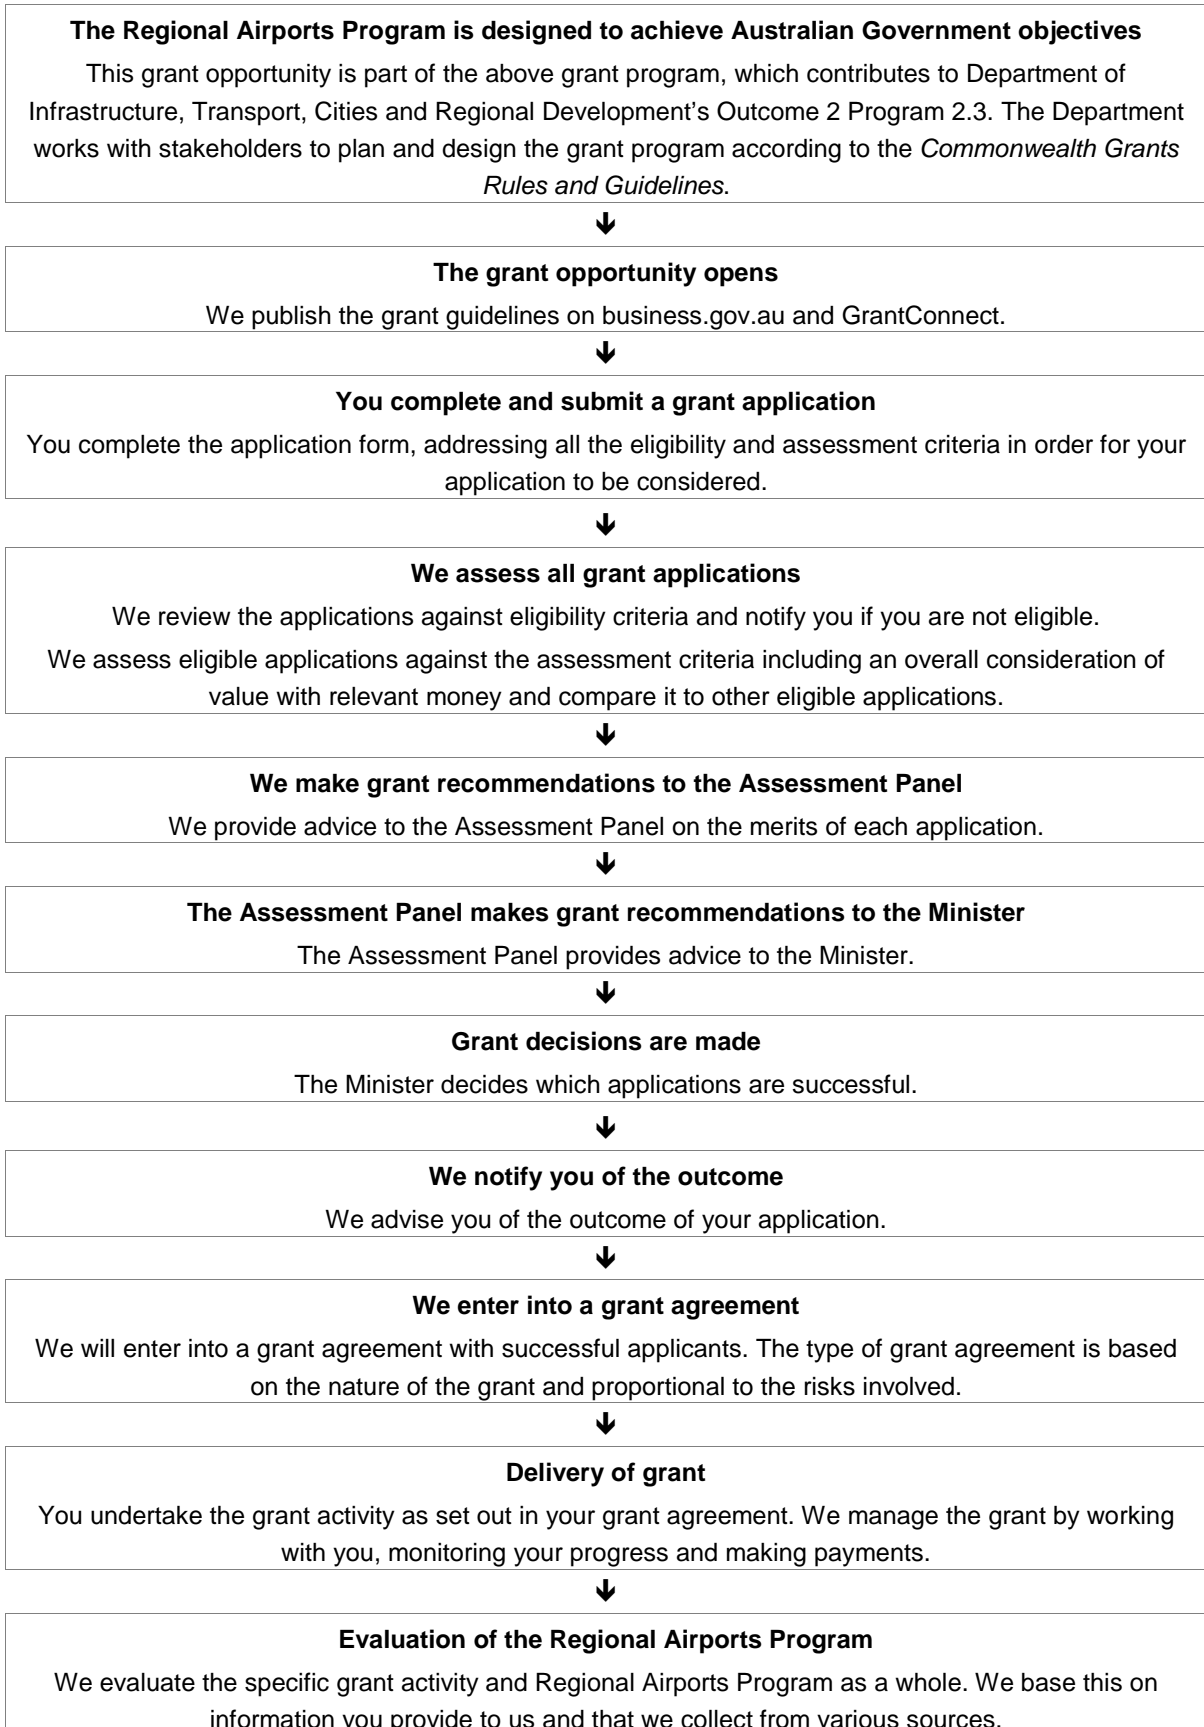 The Regional Airports Program is designed to achieve Australian Government objectives
This grant opportunity is part of the above grant program, which contributes to Department of
Infrastructure, Transport, Cities and Regional Development's Outcome 2 Program 2.3. The Department
works with stakeholders to plan and design the grant program according to the Commonwealth Grants
Rules and Guidelines.
The grant opportunity opens
We publish the grant guidelines on business.gov.au and GrantConnect.
You complete and submit a grant application
You complete the application form, addressing all the eligibility and assessment criteria in order for your
application to be considered.
We assess all grant applications
We review the applications against eligibility criteria and notify you if you are not eligible.
We assess eligible applications against the assessment criteria including an overall consideration of
value with relevant money and compare it to other eligible applications.
We make grant recommendations to the Assessment Panel
We provide advice to the Assessment Panel on the merits of each application.
The Assessment Panel makes grant recommendations to the Minister
The Assessment Panel provides advice to the Minister.
Grant decisions are made
The Minister decides which applications are successful.
We notify you of the outcome
We advise you of the outcome of your application.
We enter into a grant agreement
We will enter into a grant agreement with successful applicants. The type of grant agreement is based
on the nature of the grant and proportional to the risks involved.
Delivery of grant
You undertake the grant activity as set out in your grant agreement. We manage the grant by working
with you, monitoring your progress and making payments.
Evaluation of the Regional Airports Program
We evaluate the specific grant activity and Regional Airports Program as a whole. We base this on
information you provide to us and that we collect from various sources.